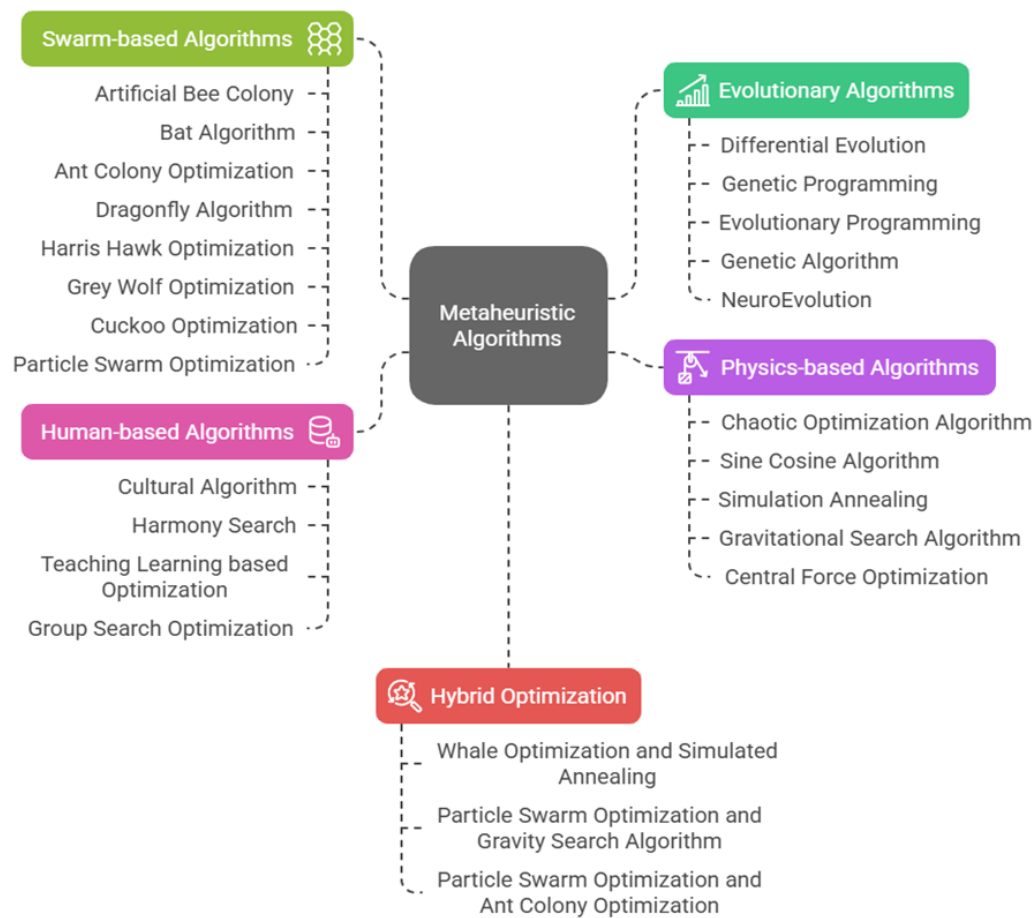 Swarm-based Algorithms
Artificial Bee Colony
Bat Algorithm
Ant Colony Optimization
Dragonfly Algorithm
Harris Hawk Optimization
Grey Wolf Optimization
Cuckoo Optimization
Particle Swarm Optimization
Human-based Algorithms
Cultural Algorithm
Harmony Search
Teaching Learning based
Optimization
Group Search Optimization
Metaheuristic
Algorithms
Evolutionary Algorithms
Differential Evolution
Genetic Programming
Evolutionary Programming
Genetic Algorithm
NeuroEvolution
Physics-based Algorithms
Chaotic Optimization Algorithm
Sine Cosine Algorithm
Simulation Annealing
Gravitational Search Algorithm
Central Force Optimization
Hybrid Optimization
Whale Optimization and Simulated
Annealing
Particle Swarm Optimization and
Gravity Search Algorithm
Particle Swarm Optimization and
Ant Colony Optimization